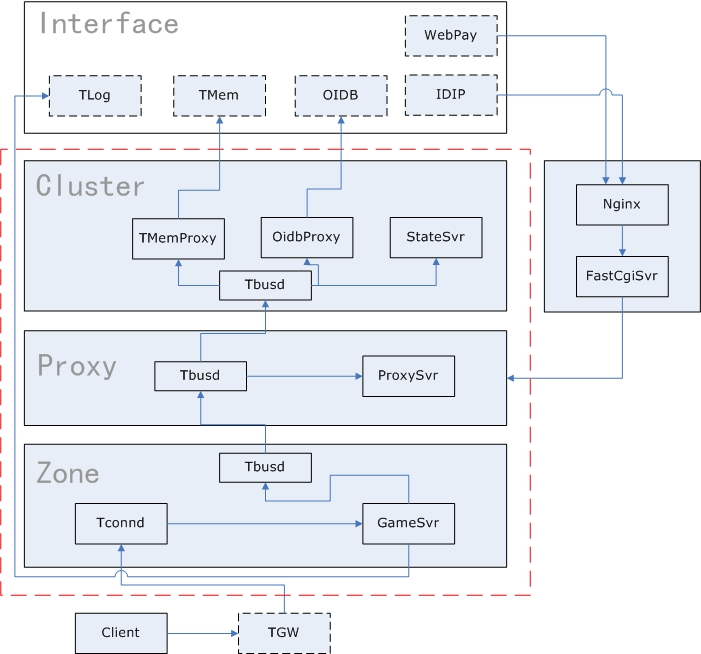 Interface
WebPay
TLog
TMem
OIDB
IDIP
Cluster
Nginx
TMemProxy
OidbProxy
StateSvr
FastCgiSvr
Tbusd
Proxy
Tbusd
ProxySvr
Zone
Tbusd
Tconnd
GameSvr
Client
TGW